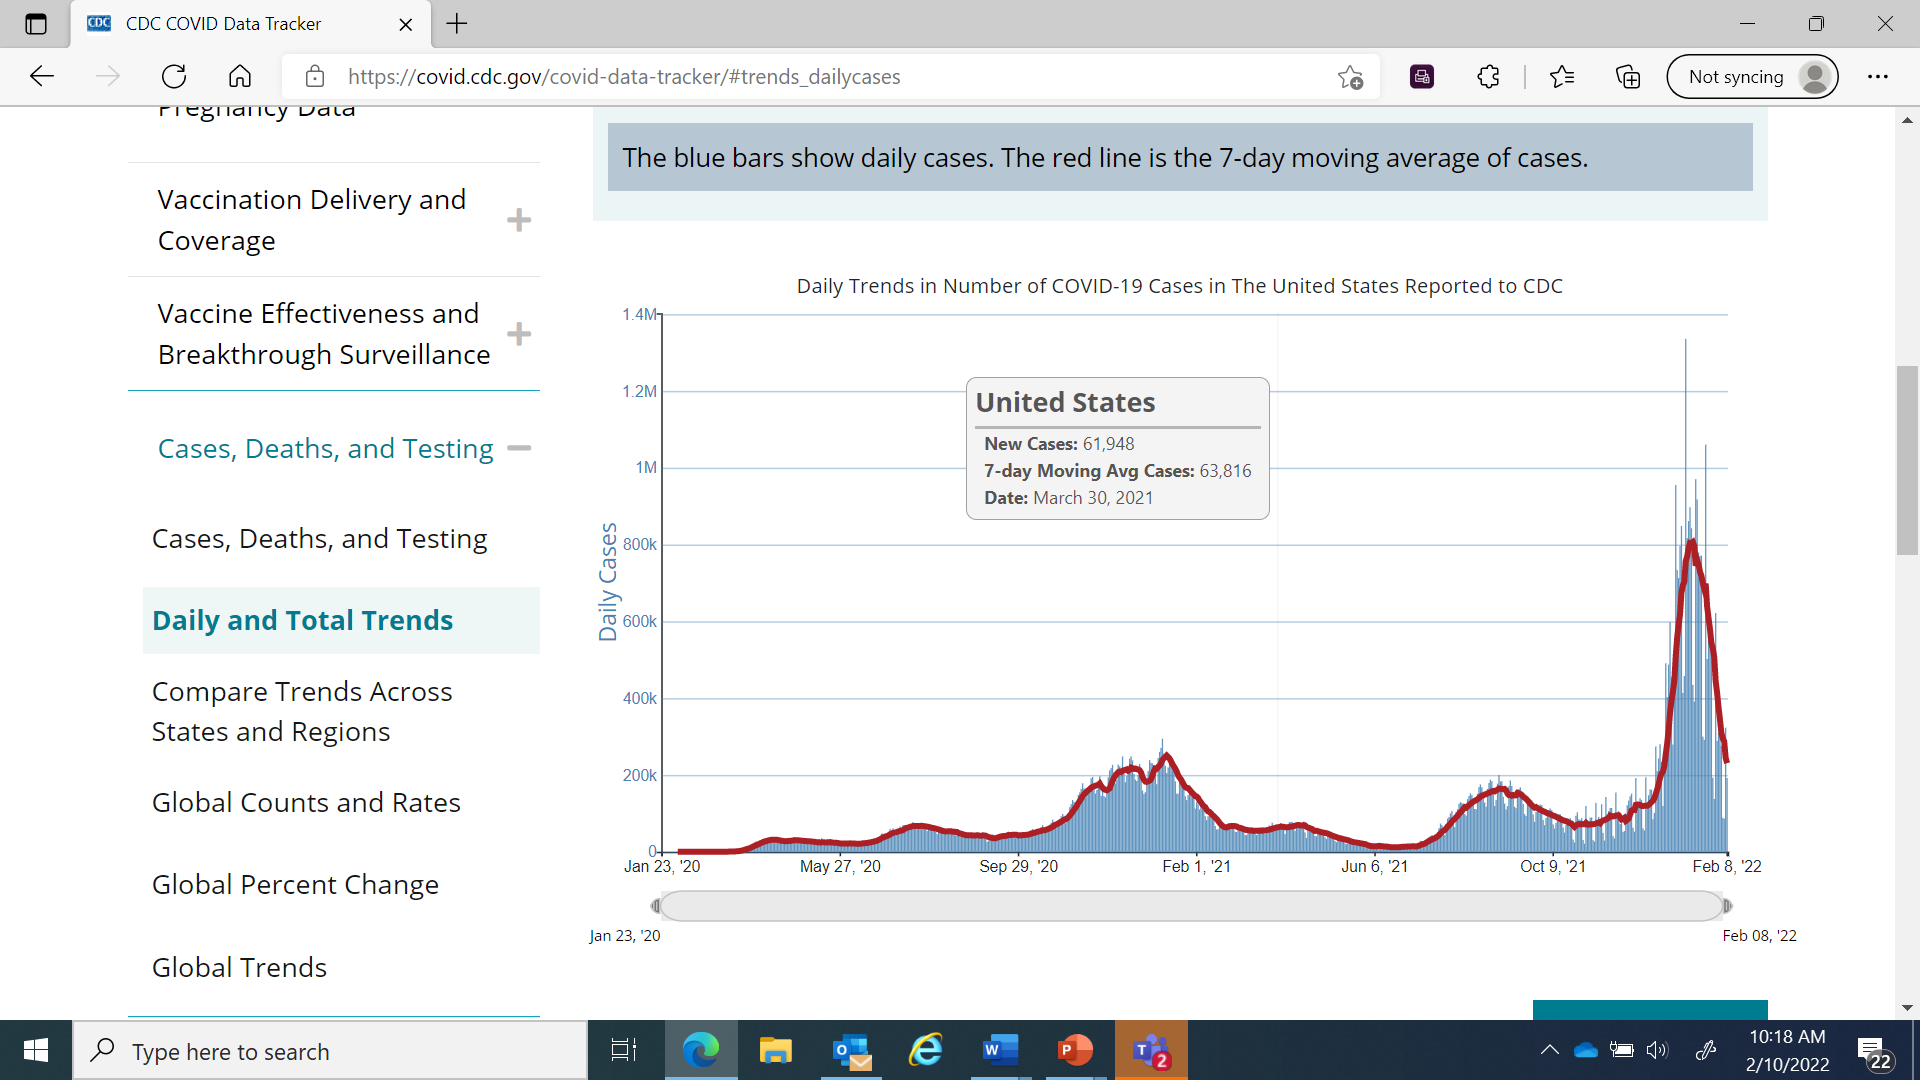 CDC COVID Data Tracker
https://covid.cdc.gov/covid-data-tracker/#trends_dailycases
Not syncing
Pregnancy Data
Vaccination Delivery and
Coverage
Vaccine Effectiveness and
Breakthrough Surveillance
Cases, Deaths, and Testing
Cases, Deaths, and Testing
Daily and Total Trends
Compare Trends Across
States and Regions
Global Counts and Rates
Global Percent Change
Global Trends
The blue bars show daily cases. The red line is the 7-day moving average of cases.
Daily Trends in Number of COVID-19 Cases in The United States Reported to CDC
Daily Cases
1.4M
1.2M
1M
800k
600k
400k
200k
0
United States
New Cases: 61,948
7-day Moving Avg Cases: 63,816
Date: March 30, 2021
Jan 23, '20 May 27, '20 Sep 29, '20 Feb 1, '21 Jun 6, '21 Oct 9, '21 Feb 8, '22
Jan 23, '20 Feb 08, '22
Type here to search
10:18 AM
2/10/2022
22
2